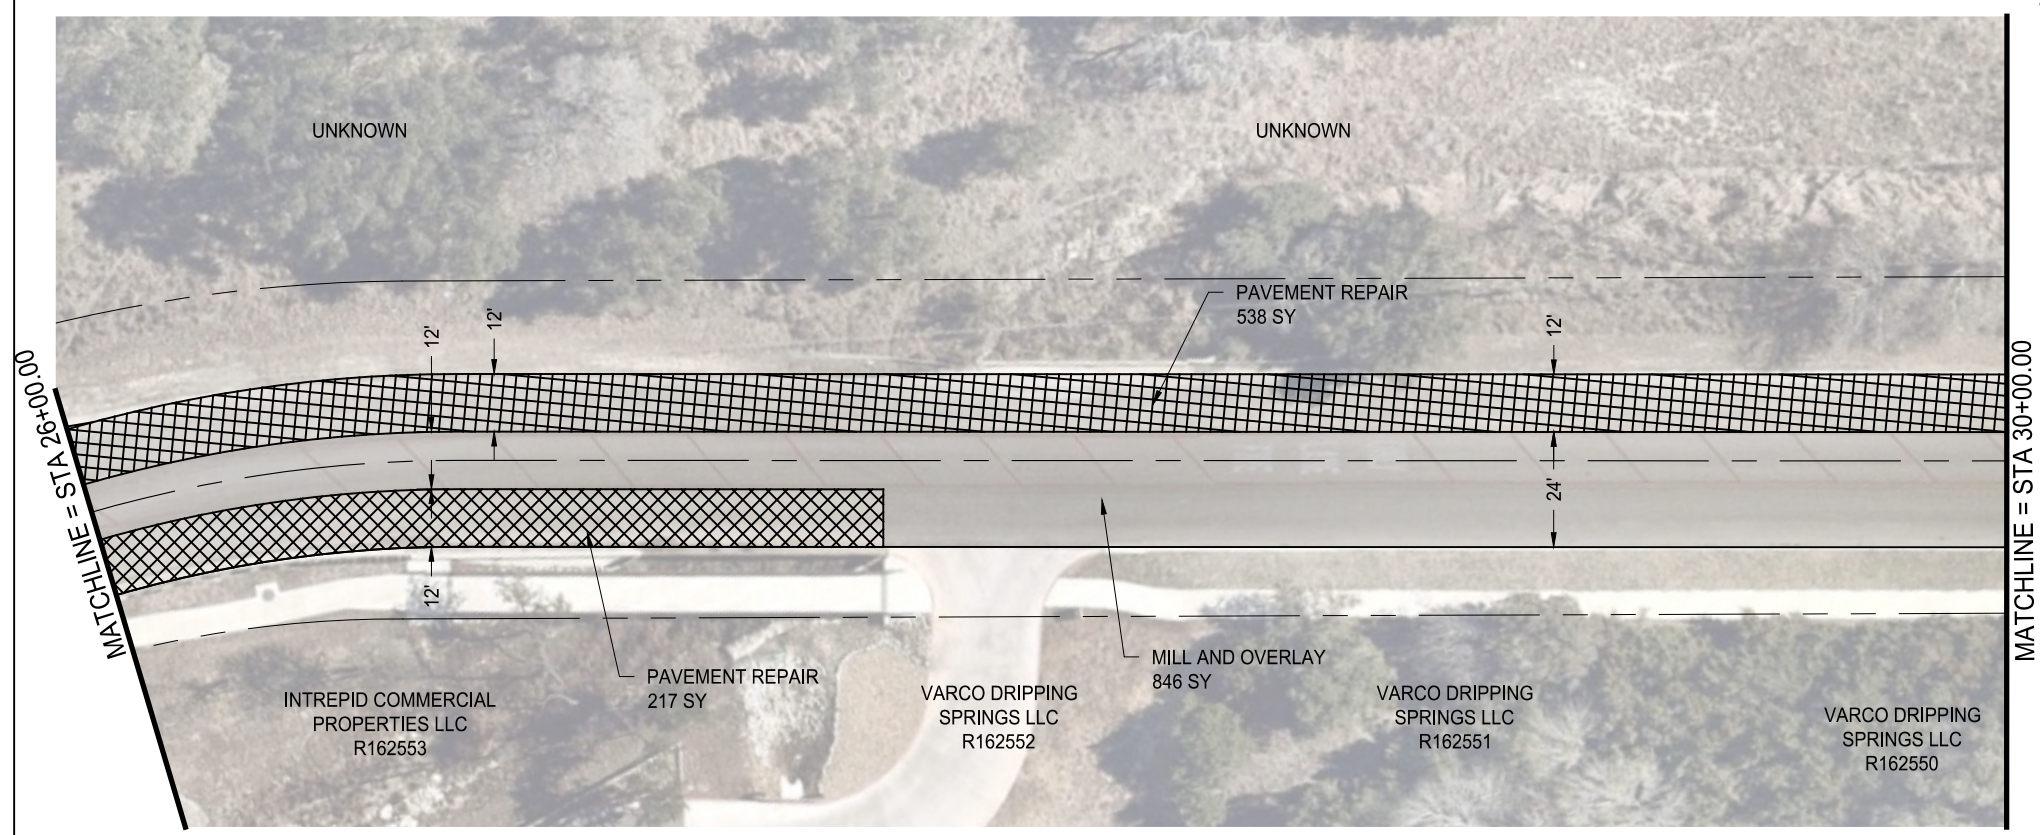 UNKNOWN
UNKNOWN
PAVEMENT REPAIR
538 SY
12'
12'
12'
MATCHLINE = STA 26+00.00
MATCHLINE = STA 30+00.00
24'
12'
MILL AND OVERLAY
846 SY
PAVEMENT REPAIR
217 SY
INTREPID COMMERCIAL
PROPERTIES LLC
R162553
VARCO DRIPPING
SPRINGS LLC
R162552
VARCO DRIPPING
SPRINGS LLC
R162551
VARCO DRIPPING
SPRINGS LLC
R162550